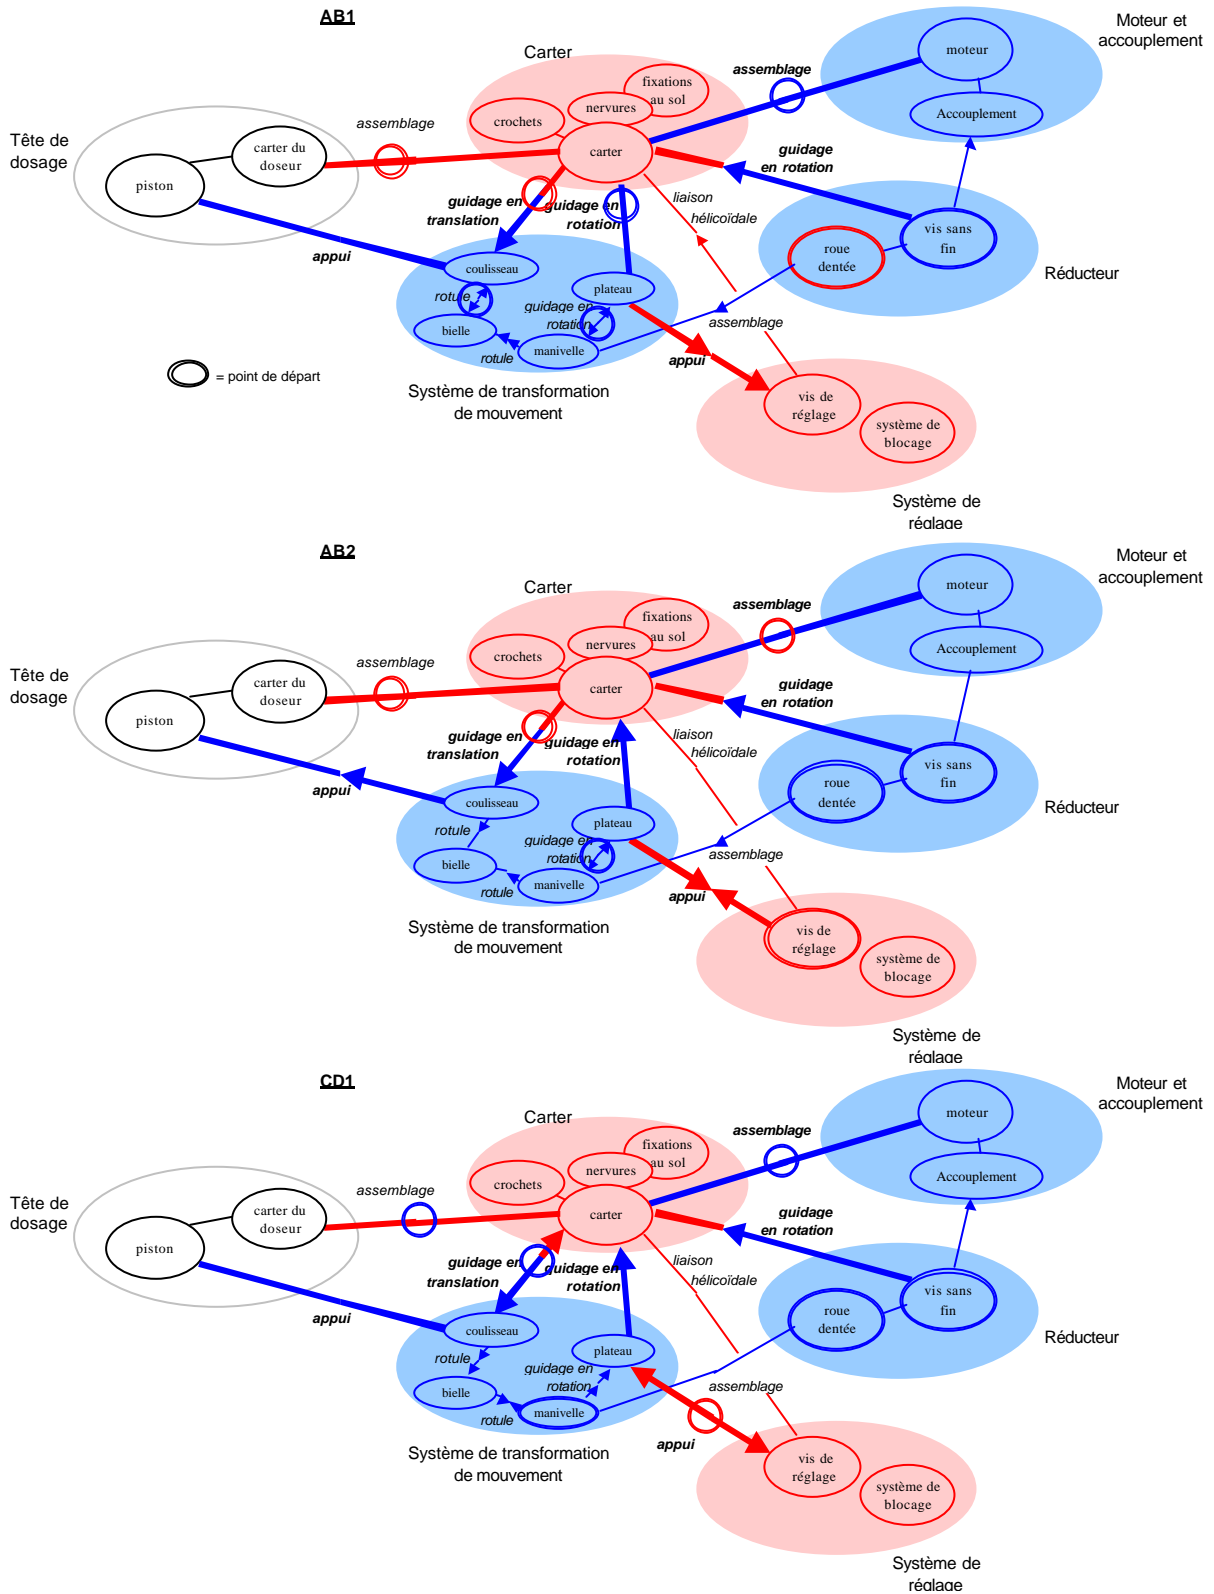 AB1
Moteur et
accouplement
Carter
moteur
assemblage
fixations
au sol
nervures
crochets
Accouplement
assemblage
Tête de
dosage
carter du
doseur
carter
guidage
en rotation
piston
guidage en
translation
guidage en
rotation
liaison
hélicoïdale
vis sans
fin
roue
dentée
appui
coulisseau
Réducteur
rotule
plateau
guidage en
rotation
bielle
assemblage
rotule
manivelle
appui
= point de départ
Système de transformation
de mouvement
vis de
réglage
système de
blocage
Système de
réglage
AB2
Moteur et
accouplement
Carter
moteur
assemblage
fixations
au sol
nervures
crochets
Accouplement
assemblage
Tête de
dosage
carter du
doseur
carter
guidage
en rotation
piston
guidage en
translation
guidage en
rotation
liaison
hélicoïdale
vis sans
fin
roue
dentée
appui
coulisseau
Réducteur
rotule
plateau
guidage en
rotation
bielle
assemblage
rotule
manivelle
appui
Système de transformation
de mouvement
vis de
réglage
système de
blocage
Système de
réglage
CD1
Moteur et
accouplement
Carter
moteur
assemblage
fixations
au sol
nervures
crochets
Accouplement
assemblage
Tête de
dosage
carter du
doseur
carter
guidage
en rotation
piston
guidage en
translation
guidage en
rotation
liaison
hélicoïdale
vis sans
fin
roue
dentée
appui
coulisseau
Réducteur
rotule
plateau
guidage en
rotation
bielle
assemblage
rotule
manivelle
appui
Système de transformation
de mouvement
vis de
réglage
système de
blocage
Système de
réglage